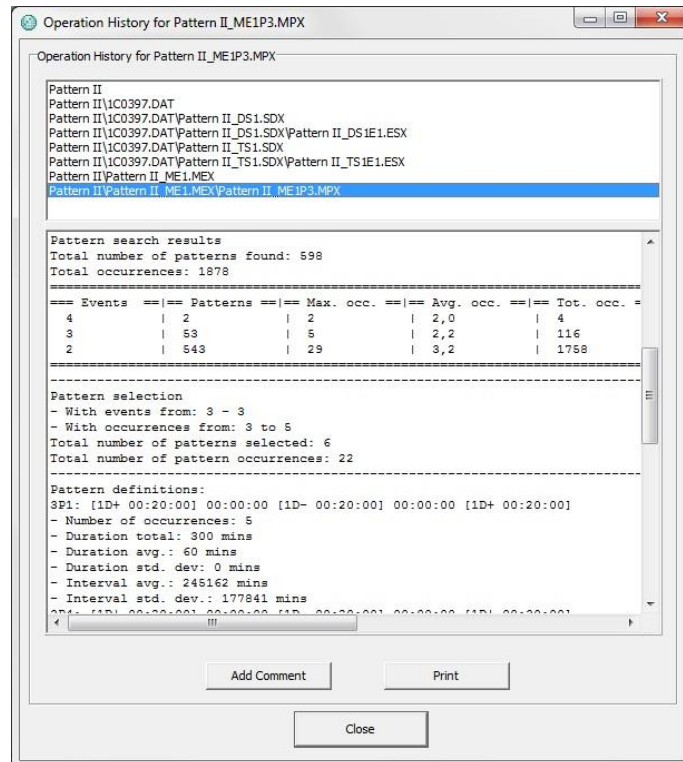 Operation History for Pattern II_ME1P3.MPX
Operation History for Pattern II_ME1P3.MPX
Pattern II
Pattern II\1C0397.DAT
Pattern II\1C0397.DAT\Pattern II_DS1.SDX
Pattern II\1C0397.DAT\Pattern II_DS1.SDX\Pattern II_DS1E1.ESX
Pattern II\1C0397.DAT\Pattern II_TS1.SDX
Pattern II\1C0397.DAT\Pattern II_TS1.SDX\Pattern II_TS1E1.ESX
Pattern II\Pattern II_ME1.MEX
Pattern II\Pattern II_ME1.MEX\Pattern II_ME1P3.MPX
Pattern search results
Total number of patterns found: 598
Total occurrences: 1878
=== Events ==|== Patterns ==|== Max. occ. ==|== Avg. occ. ==|== Tot. occ. =
4 | 2 | 2 | 2,0 | 4
3 | 53 | 5 | 2,2 | 116
2 | 543 | 29 | 3,2 | 1758
Pattern selection
- With events from: 3 - 3
- With occurrences from: 3 to 5
Total number of patterns selected: 6
Total number of pattern occurrences: 22
Pattern definitions:
3P1: [1D+ 00:20:00] 00:00:00 [1D- 00:20:00] 00:00:00 [1D+ 00:20:00]
- Number of occurrences: 5
- Duration total: 300 mins
- Duration avg.: 60 mins
- Duration std. dev: 0 mins
- Interval avg.: 245162 mins
- Interval std. dev.: 177841 mins
Add Comment
Print
Close